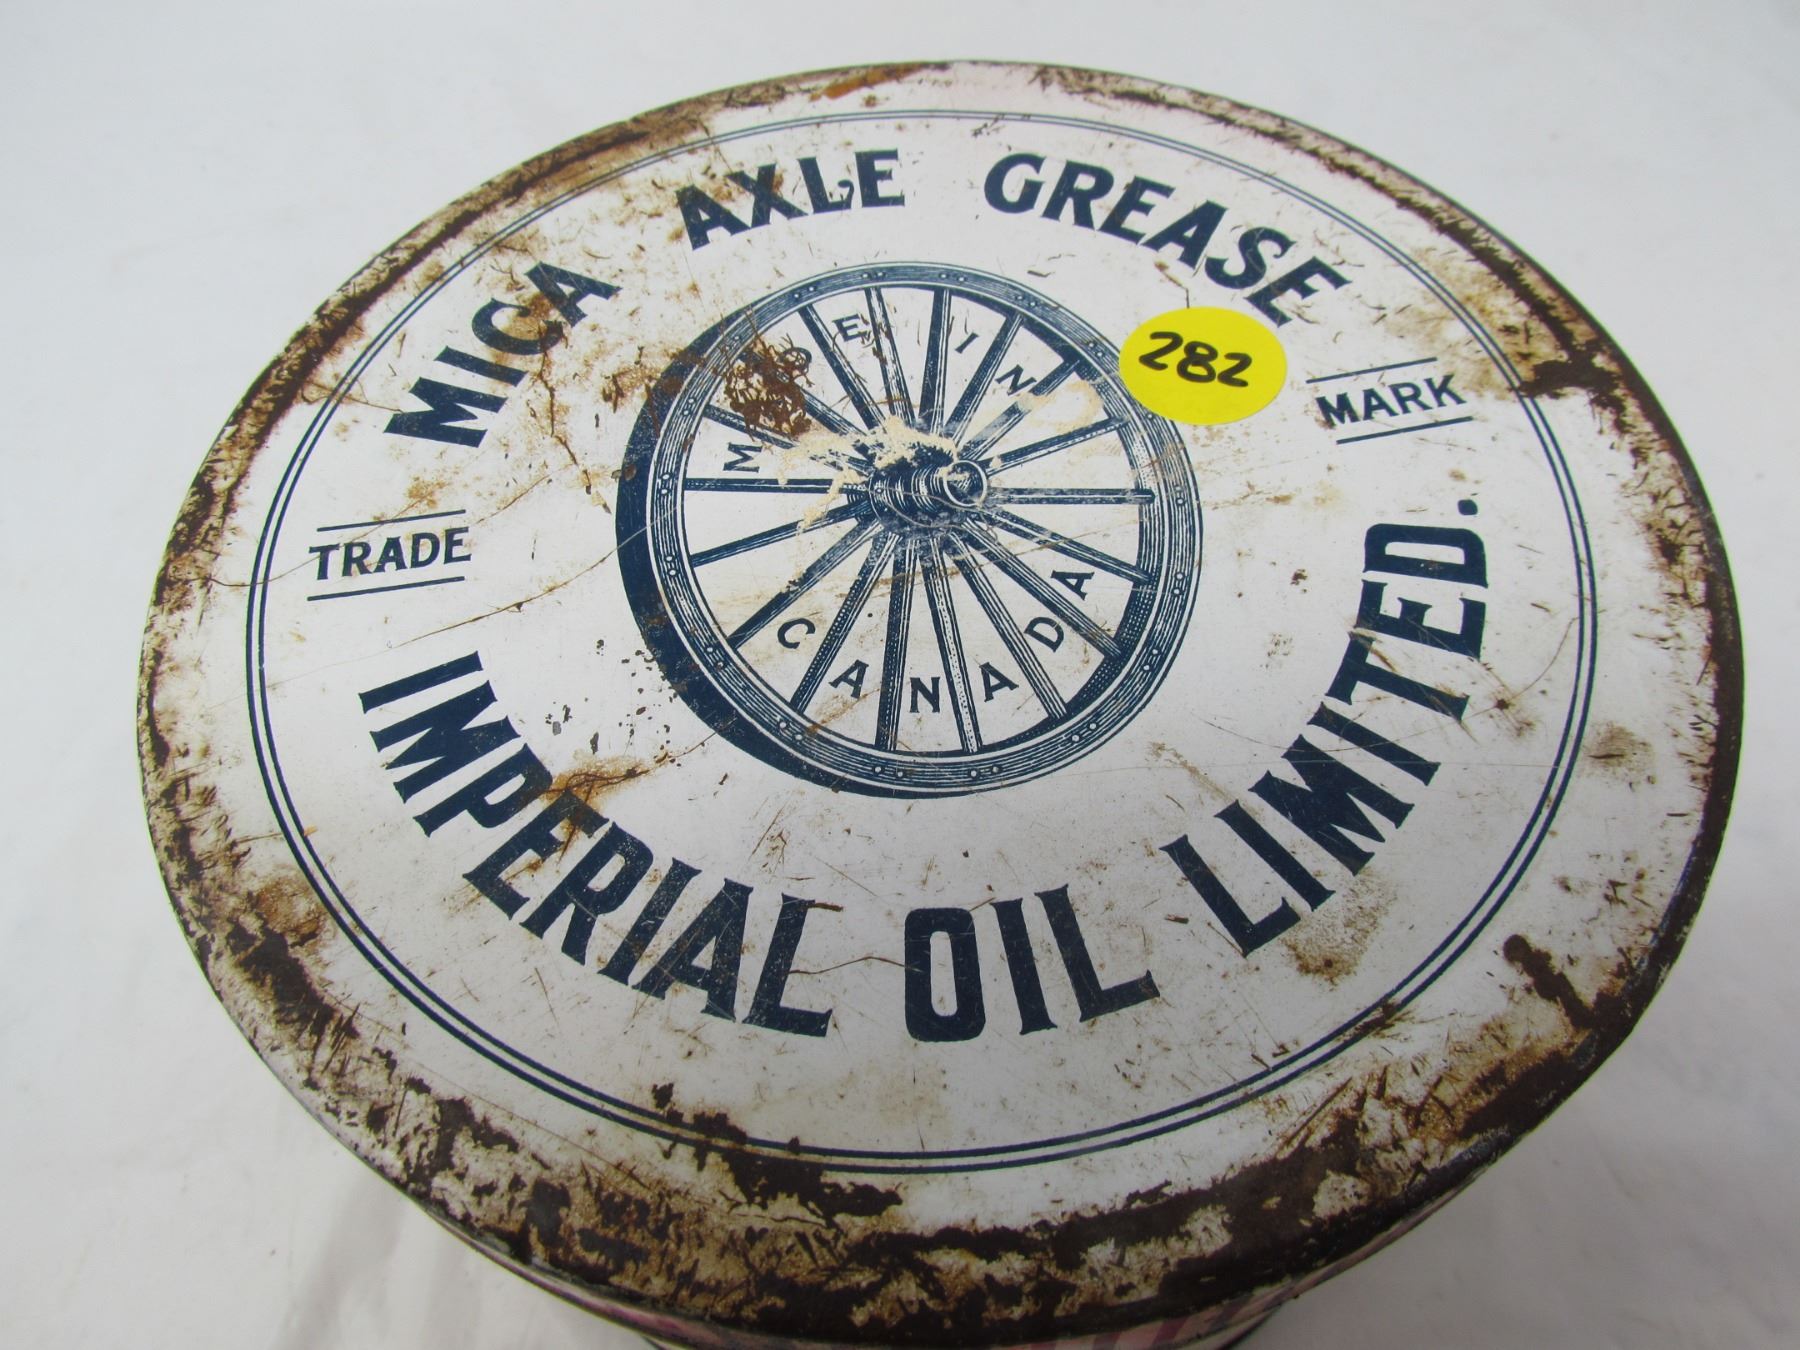 MICA AXLE GREASE
282
TRADE
MARK
MADE IN
CANADA
IMPERIAL OIL LIMITED.